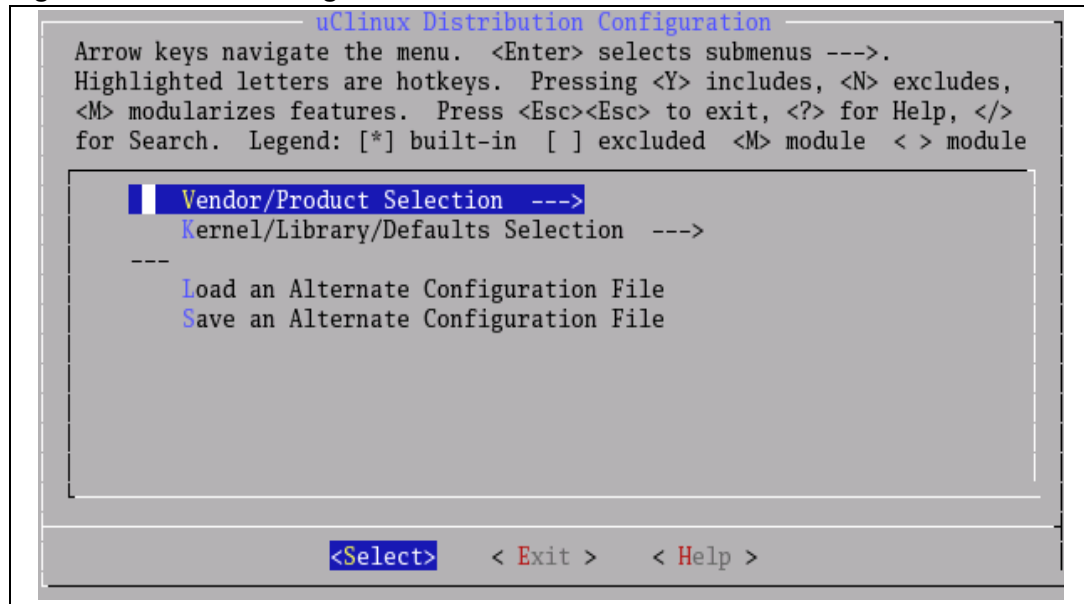 uClinux Distribution Configuration
Arrow keys navigate the menu. <Enter> selects submenus --->.
Highlighted letters are hotkeys. Pressing <Y> includes, <N> excludes,
<M> modularizes features. Press <Esc><Esc> to exit, <?> for Help, </>
for Search. Legend: [*] built-in [ ] excluded <M> module < > module
Vendor/Product Selection --->
Kernel/Library/Defaults Selection --->
---
Load an Alternate Configuration File
Save an Alternate Configuration File
<Select> < Exit > < Help >